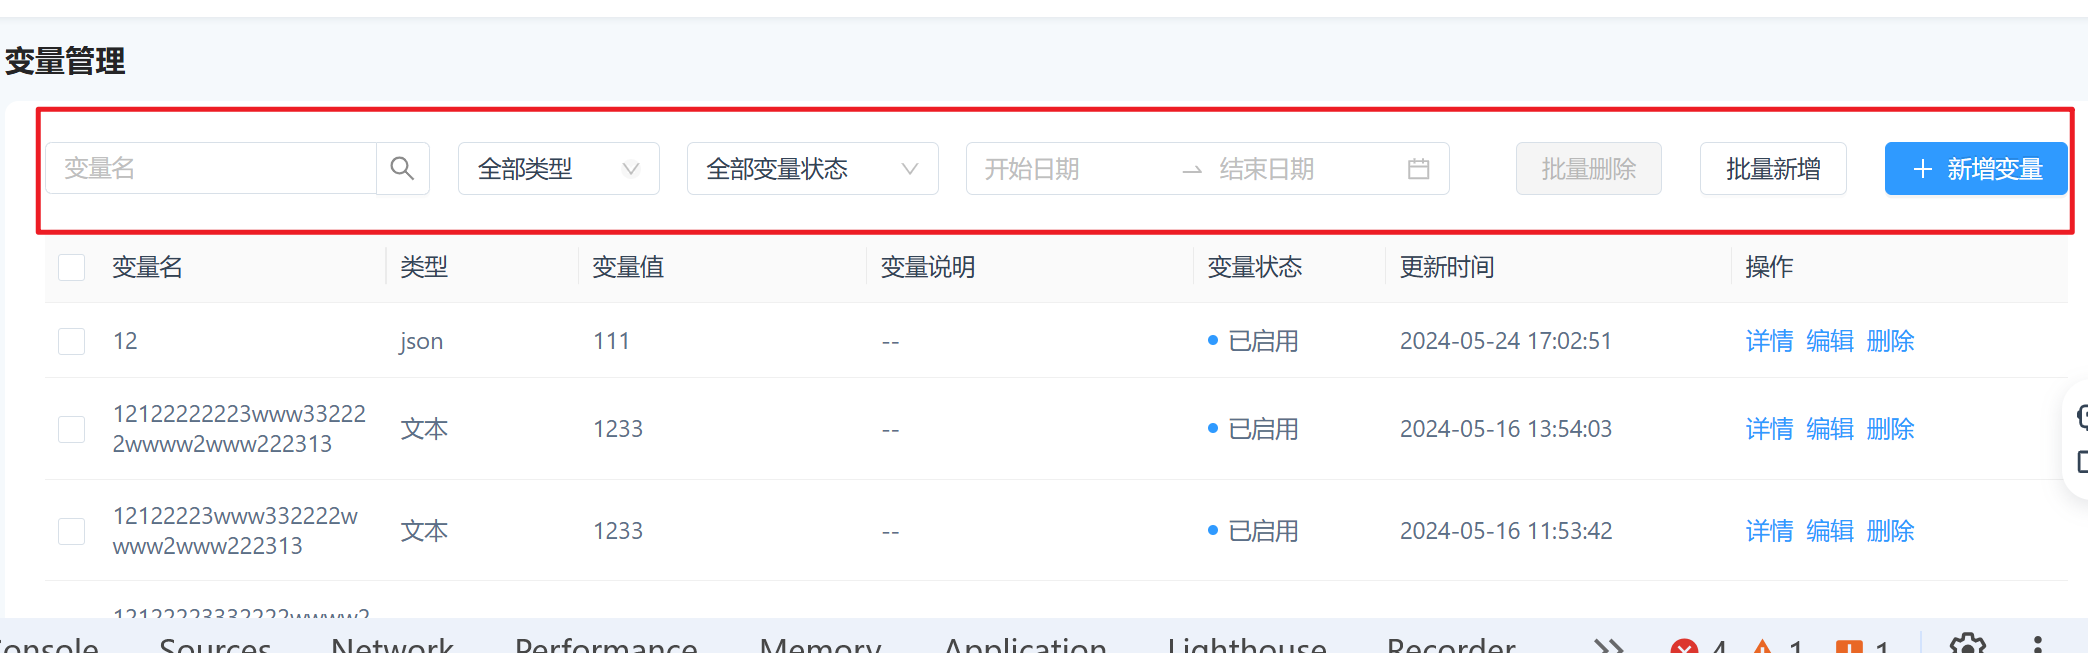 变量管理
变量名 全部类型 全部变量状态 开始日期 结束日期 批量删除 批量新增 新增变量
变量名 类型 变量值 变量说明 变量状态 更新时间 操作
12 json 111 -- 已启用 2024-05-24 17:02:51 详情 编辑 删除
12122222223www33222 文本 1233 -- 已启用 2024-05-16 13:54:03 详情 编辑 删除
2wwww2www222313
12122223www332222w 文本 1233 -- 已启用 2024-05-16 11:53:42 详情 编辑 删除
www2www222313
12122223332222wwww2
Console Sources Network Performance Memory Application Lighthouse Recorder 4 1 1